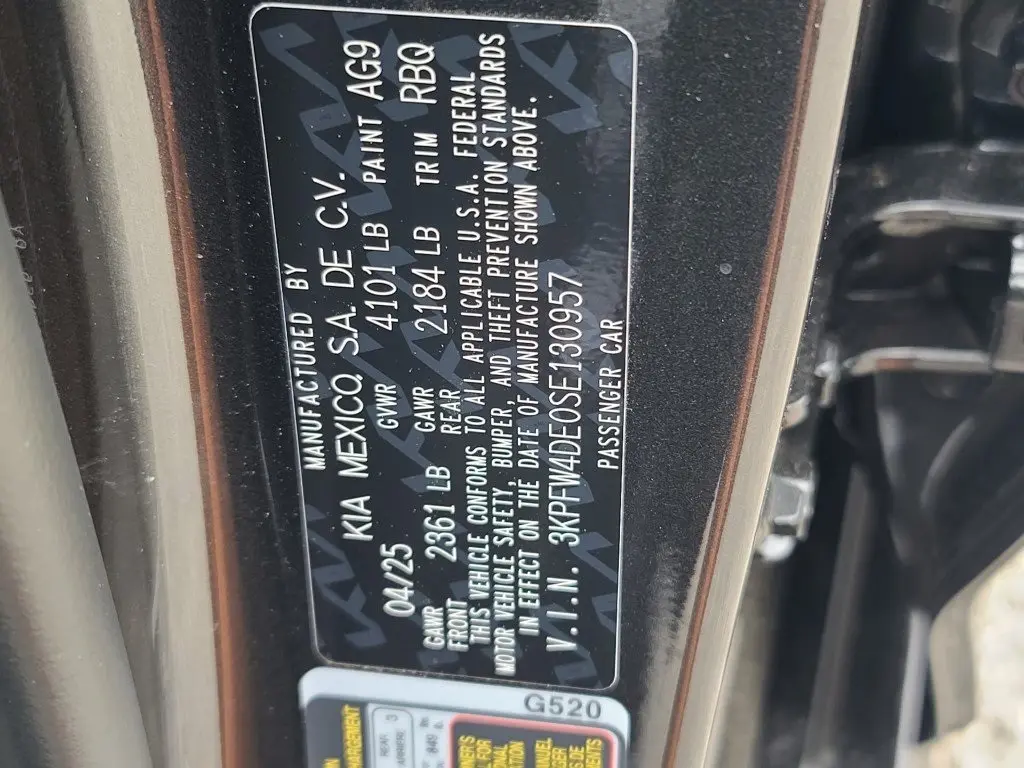 MANUFACTURED BY
KIA MEXICO, S.A. DE C.V.
04/25 GVWR 4101 LB PAINT AG9
GAWR FRONT 2361 LB GAWR REAR 2184 LB TRIM RBQ
THIS VEHICLE CONFORMS TO ALL APPLICABLE U.S.A. FEDERAL
MOTOR VEHICLE SAFETY, BUMPER, AND THEFT PREVENTION STANDARDS
IN EFFECT ON THE DATE OF MANUFACTURE SHOWN ABOVE.
V.I.N. 3KPFW4DE0SE130957
PASSENGER CAR
G520
REAR
3